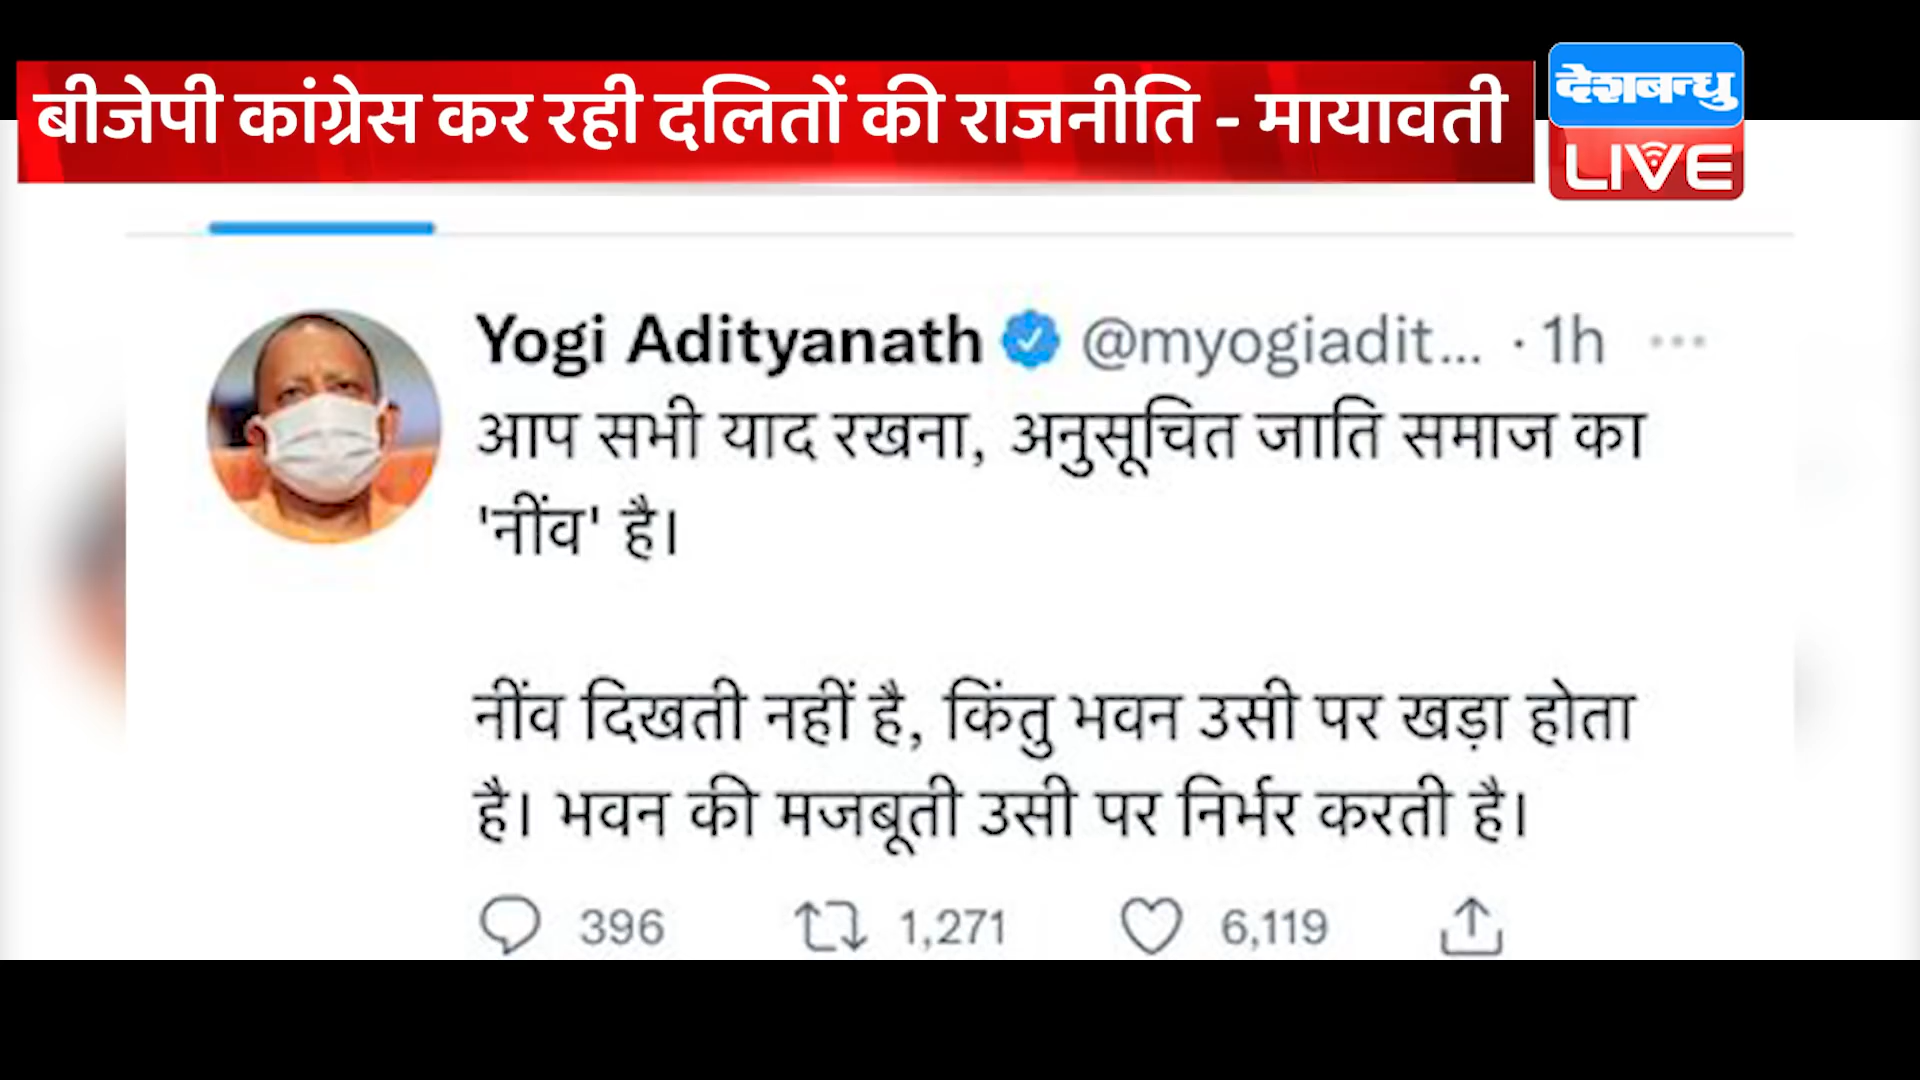 बीजेपी कांग्रेस कर रही दलितों की राजनीति - मायावती
देशबन्धु
LIVE
Yogi Adityanath @myogiadit... · 1h
आप सभी याद रखना, अनुसूचित जाति समाज का
'नींव' है।
नींव दिखती नहीं है, किंतु भवन उसी पर खड़ा होता
है। भवन की मजबूती उसी पर निर्भर करती है।
396 1,271 6,119